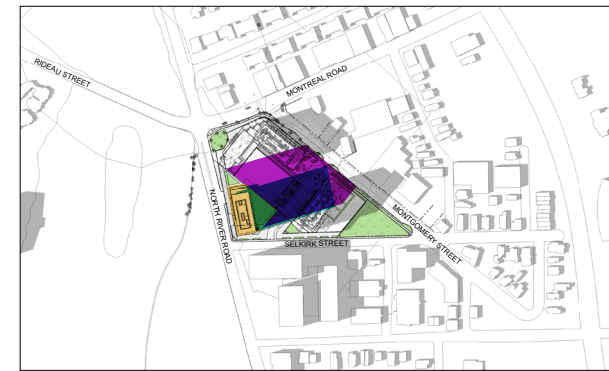 RIDEAU STREET
MONTREAL ROAD
NORTH RIVER ROAD
MONTGOMERY STREET
SELKIRK STREET